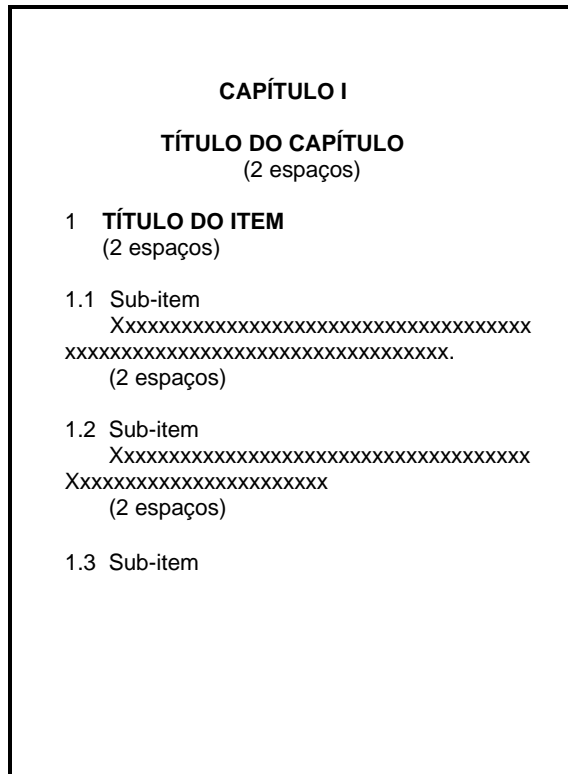 CAPÍTULO I
TÍTULO DO CAPÍTULO
(2 espaços)
1 TÍTULO DO ITEM
(2 espaços)
1.1 Sub-item
Xxxxxxxxxxxxxxxxxxxxxxxxxxxxxxxxxxxxx
xxxxxxxxxxxxxxxxxxxxxxxxxxxxxxxxxx.
(2 espaços)
1.2 Sub-item
Xxxxxxxxxxxxxxxxxxxxxxxxxxxxxxxxxxxxx
Xxxxxxxxxxxxxxxxxxxxxxx
(2 espaços)
1.3 Sub-item